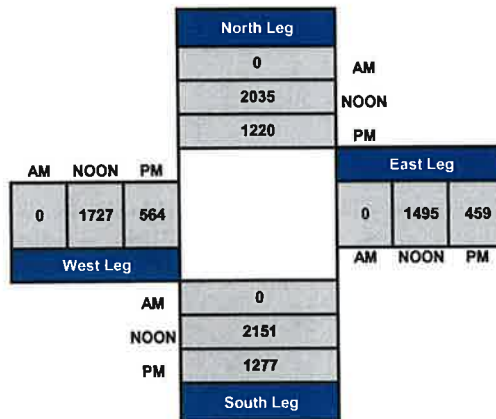 North Leg
0 AM
2035 NOON
1220 PM
AM NOON PM
East Leg
0 1727 564
0 1495 459
West Leg
AM NOON PM
AM 0
NOON 2151
PM 1277
South Leg